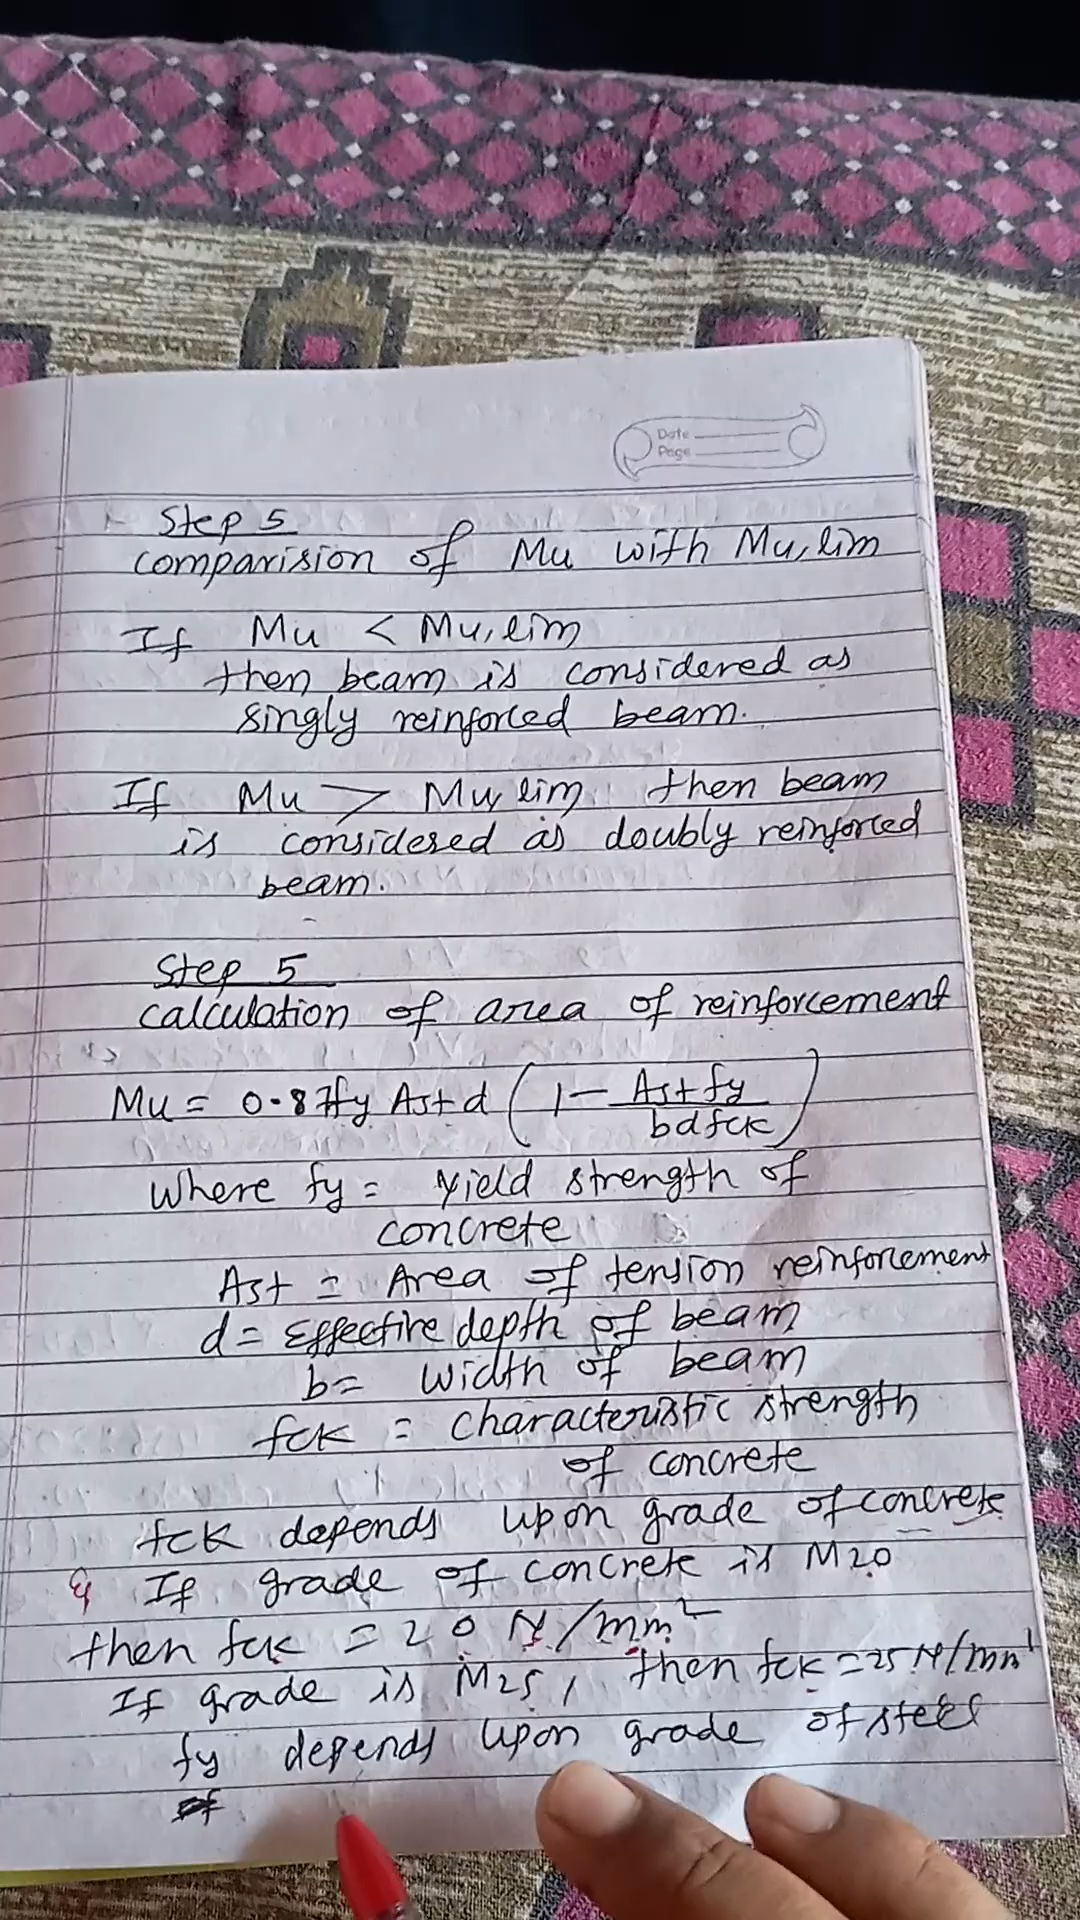 Date
Page
Step 5
comparision of Mu with Mu,lim
If Mu < Mu,lim
then beam is considered as
singly reinforced beam.
If Mu > Mu,lim then beam
is considered as doubly reinforced
beam.
Step 5
calculation of area of reinforcement
Mu = 0.87fy Ast d (1 - Ast fy / bdfck)
Where fy = yield strength of
concrete
Ast = Area of tension reinforcement
d = Effective depth of beam
b = width of beam
fck = characteristic strength
of concrete
fck depends upon grade of concrete
If grade of concrete is M20
then fck = 20 N/mm²
If grade is M25, then fck = 25 N/mm
fy depends upon grade of steel